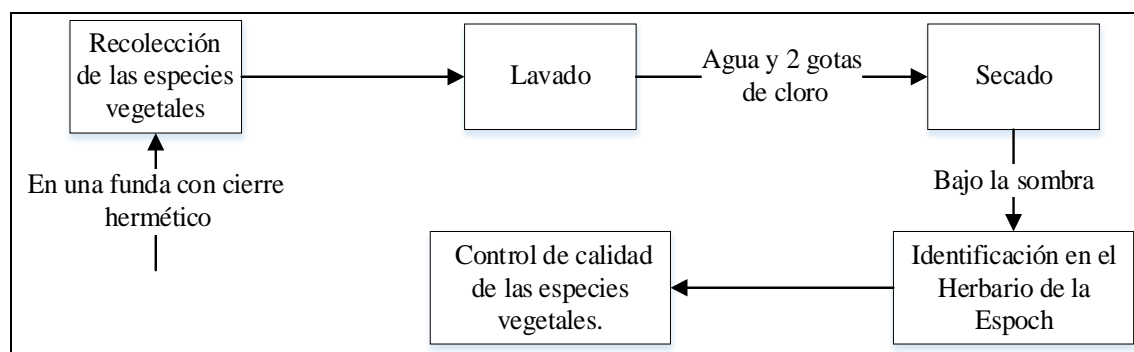 Recolección
de las especies
vegetales
En una funda con cierre
hermético
Lavado
Agua y 2 gotas
de cloro
Secado
Bajo la sombra
Identificación en el
Herbario de la
Espoch
Control de calidad
de las especies
vegetales.